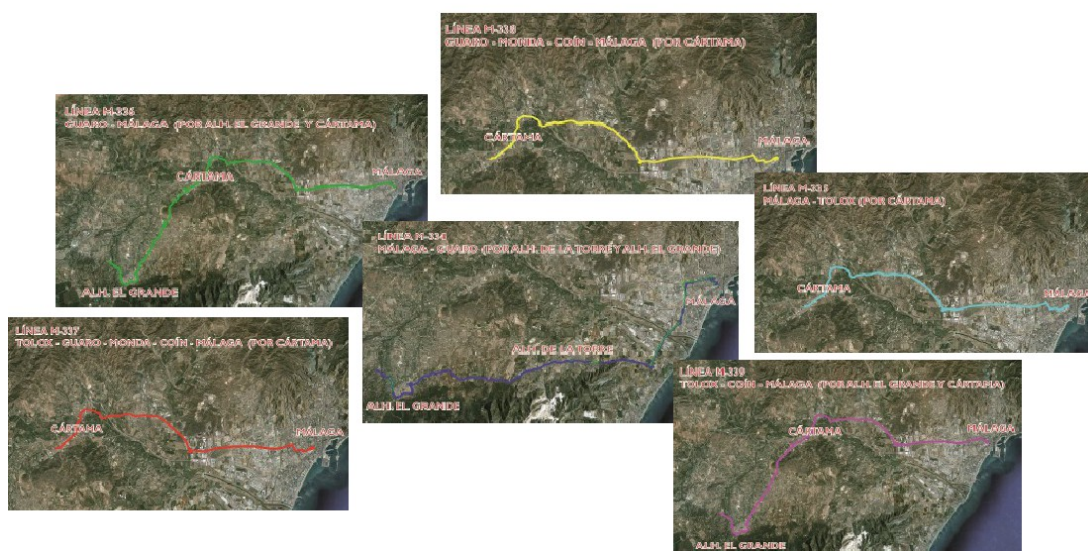 LÍNEA M-338
GUARO - MONDA - COÍN - MÁLAGA (POR CÁRTAMA)
CÁRTAMA
MÁLAGA
LÍNEA M-336
GUARO - MÁLAGA (POR ALH. EL GRANDE Y CÁRTAMA)
CÁRTAMA
MÁLAGA
ALH. EL GRANDE
LÍNEA M-335
MÁLAGA - TOLOX (POR CÁRTAMA)
CÁRTAMA
MÁLAGA
LÍNEA M-334
MÁLAGA - GUARO (POR ALH. DE LA TORRE Y ALH. EL GRANDE)
MÁLAGA
ALH. DE LA TORRE
ALH. EL GRANDE
LÍNEA M-337
TOLOX - GUARO - MONDA - COÍN - MÁLAGA (POR CÁRTAMA)
CÁRTAMA
MÁLAGA
LÍNEA M-339
TOLOX - COÍN - MÁLAGA (POR ALH. EL GRANDE Y CÁRTAMA)
CÁRTAMA
MÁLAGA
ALH. EL GRANDE